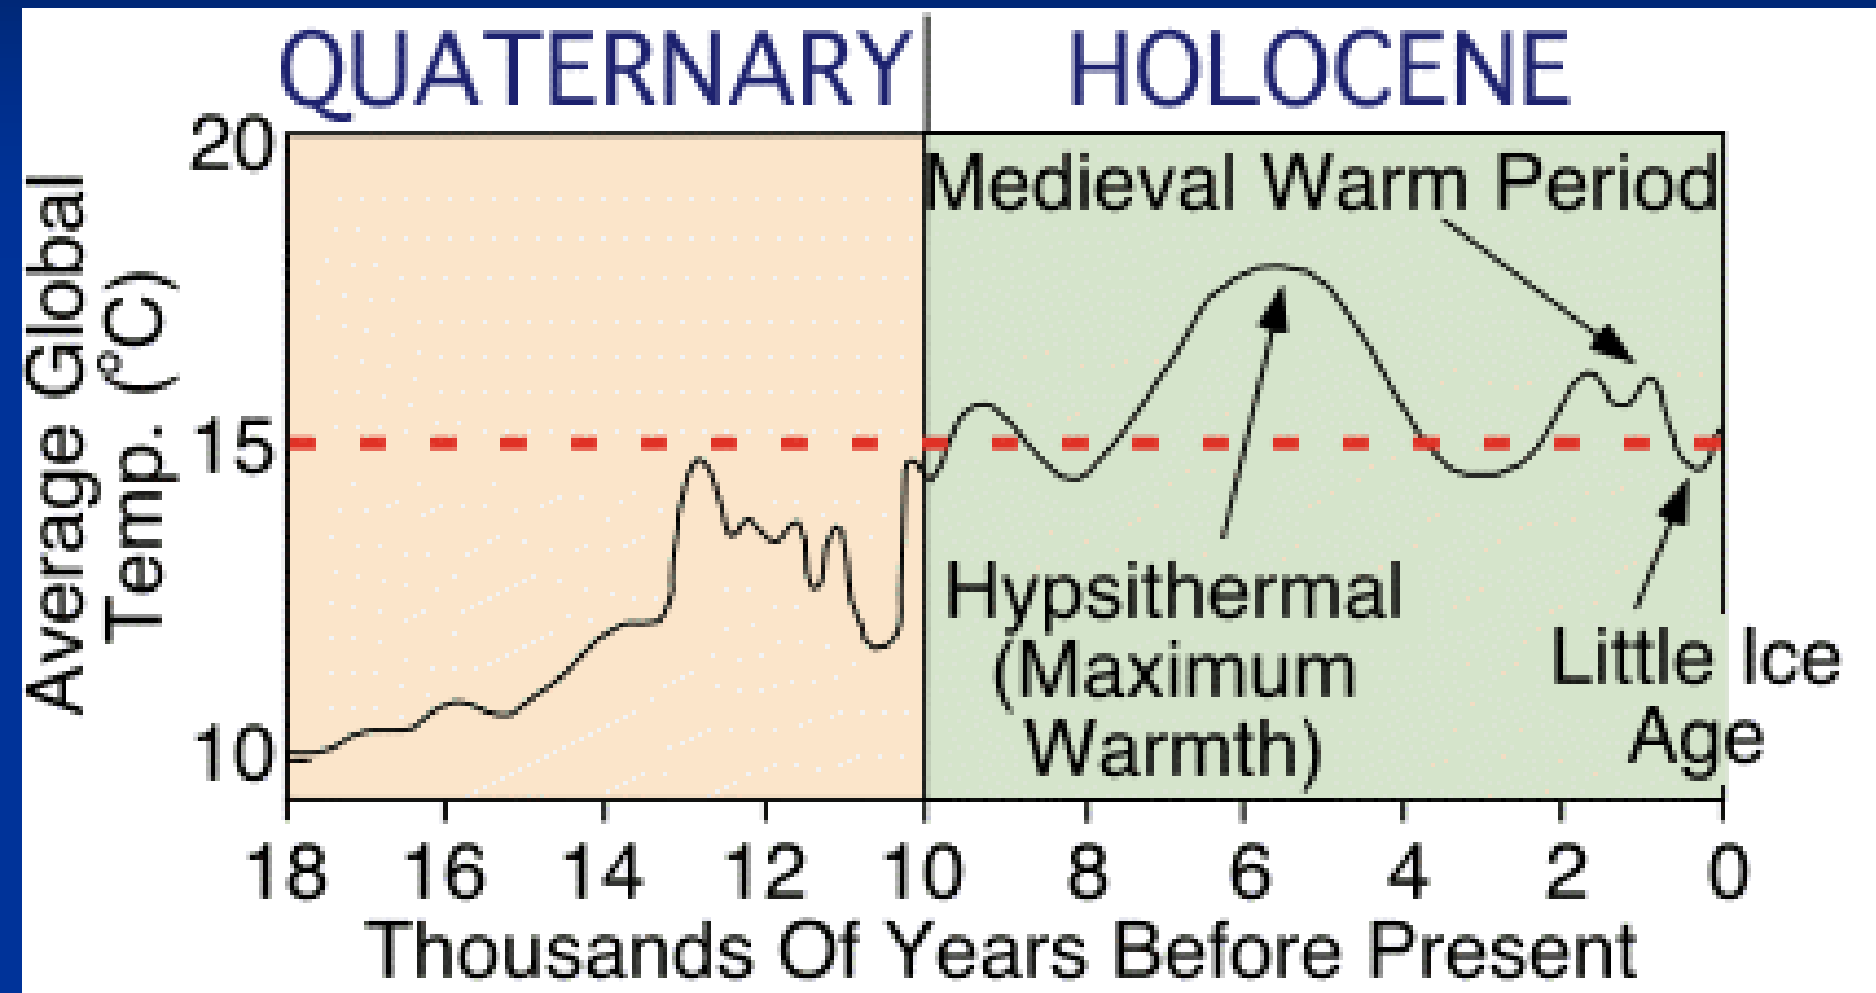 QUATERNARY
HOLOCENE
20
15
10
Average Global
Temp. (°C)
Medieval Warm Period
Hypsithermal
(Maximum
Warmth)
Little Ice
Age
18 16 14 12 10 8 6 4 2 0
Thousands Of Years Before Present